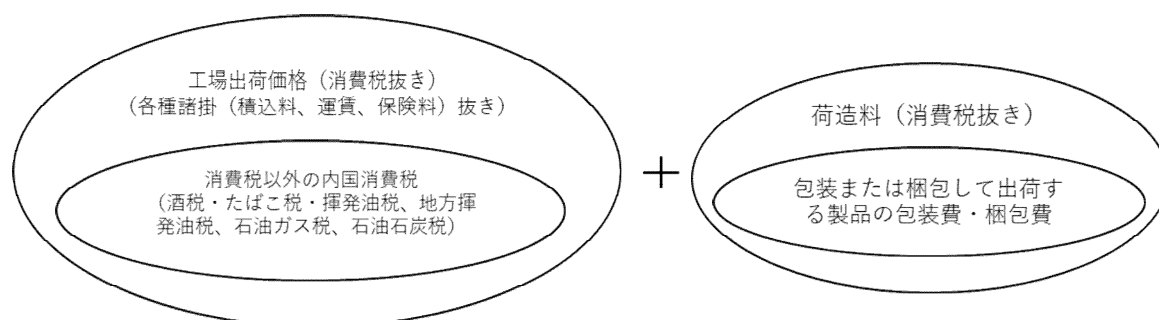 工場出荷価格（消費税抜き）
（各種諸掛（積込料、運賃、保険料）抜き）
消費税以外の内国消費税
（酒税・たばこ税・揮発油税、地方揮
発油税、石油ガス税、石油石炭税）
＋
荷造料（消費税抜き）
包装または梱包して出荷す
る製品の包装費・梱包費